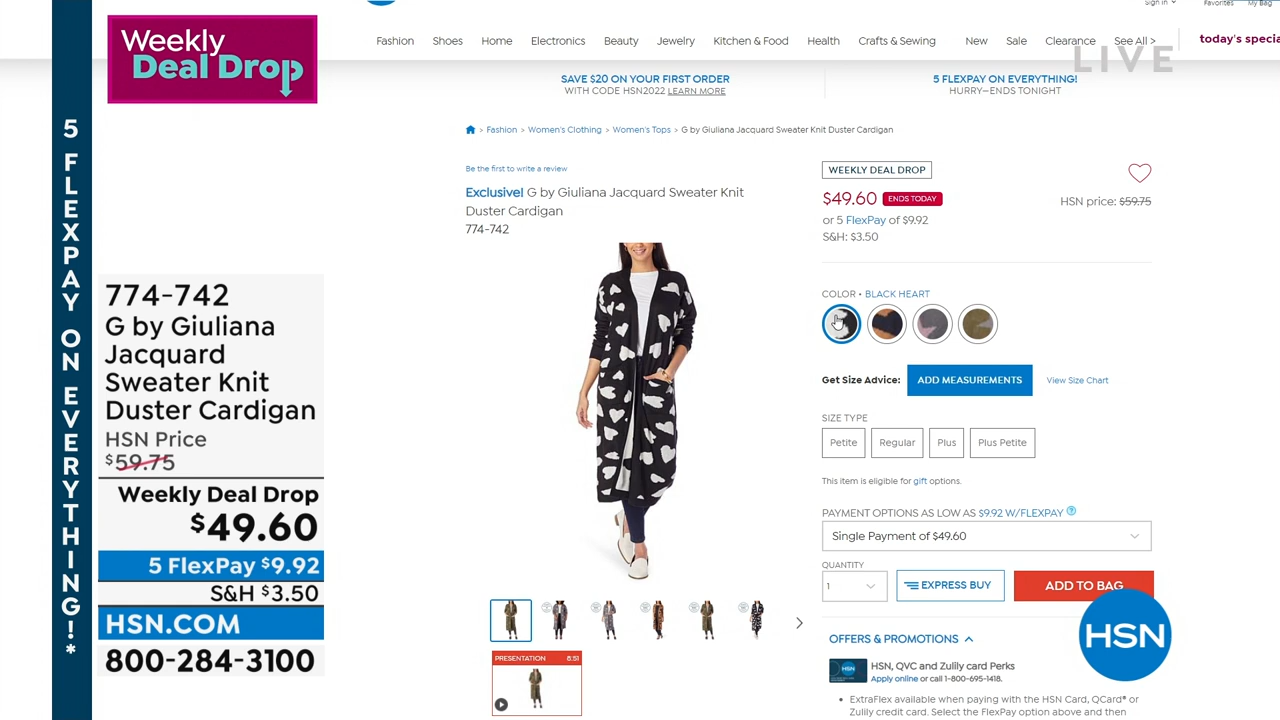 Weekly
Deal Drop
5 FLEXPAY ON EVERYTHING!*
774-742
G by Giuliana
Jacquard
Sweater Knit
Duster Cardigan
HSN Price
$59.75
Weekly Deal Drop
$49.60
5 FlexPay $9.92
S&H $3.50
HSN.COM
800-284-3100
Sign in
Favorites
My Bag
Fashion
Shoes
Home
Electronics
Beauty
Jewelry
Kitchen & Food
Health
Crafts & Sewing
New
Sale
Clearance
See All >
today's specia
LIVE
SAVE $20 ON YOUR FIRST ORDER
WITH CODE HSN2022 LEARN MORE
5 FLEXPAY ON EVERYTHING!
HURRY—ENDS TONIGHT
> Fashion > Women's Clothing > Women's Tops > G by Giuliana Jacquard Sweater Knit Duster Cardigan
Be the first to write a review
Exclusive! G by Giuliana Jacquard Sweater Knit
Duster Cardigan
774-742
PRESENTATION 8:51
WEEKLY DEAL DROP
$49.60 ENDS TODAY
HSN price: $59.75
or 5 FlexPay of $9.92
S&H: $3.50
COLOR • BLACK HEART
Get Size Advice: ADD MEASUREMENTS View Size Chart
SIZE TYPE
Petite
Regular
Plus
Plus Petite
This item is eligible for gift options.
PAYMENT OPTIONS AS LOW AS $9.92 W/FLEXPAY ?
Single Payment of $49.60
QUANTITY
1
EXPRESS BUY
ADD TO BAG
HSN
OFFERS & PROMOTIONS
HSN
HSN, QVC and Zulily card Perks
Apply online or call 1-800-695-1418.
• ExtraFlex available when paying with the HSN Card, QCard® or
Zulily credit card. Select the FlexPay option above and then